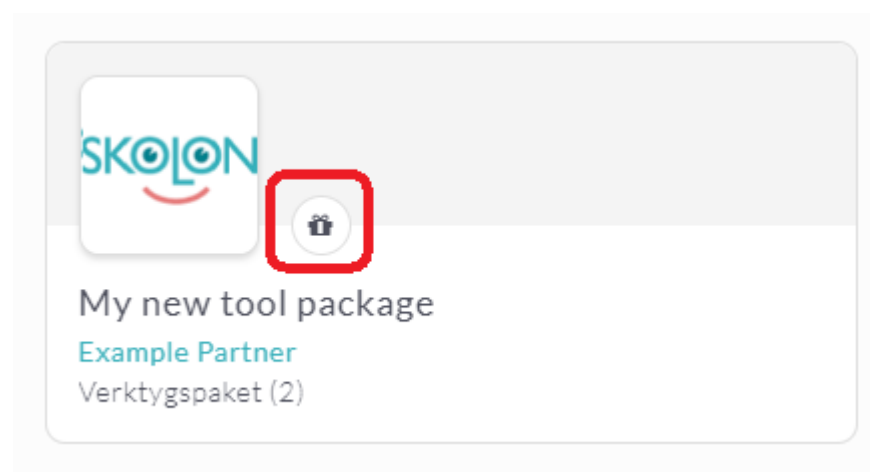 SKOLON
My new tool package
Example Partner
Verktygspaket (2)